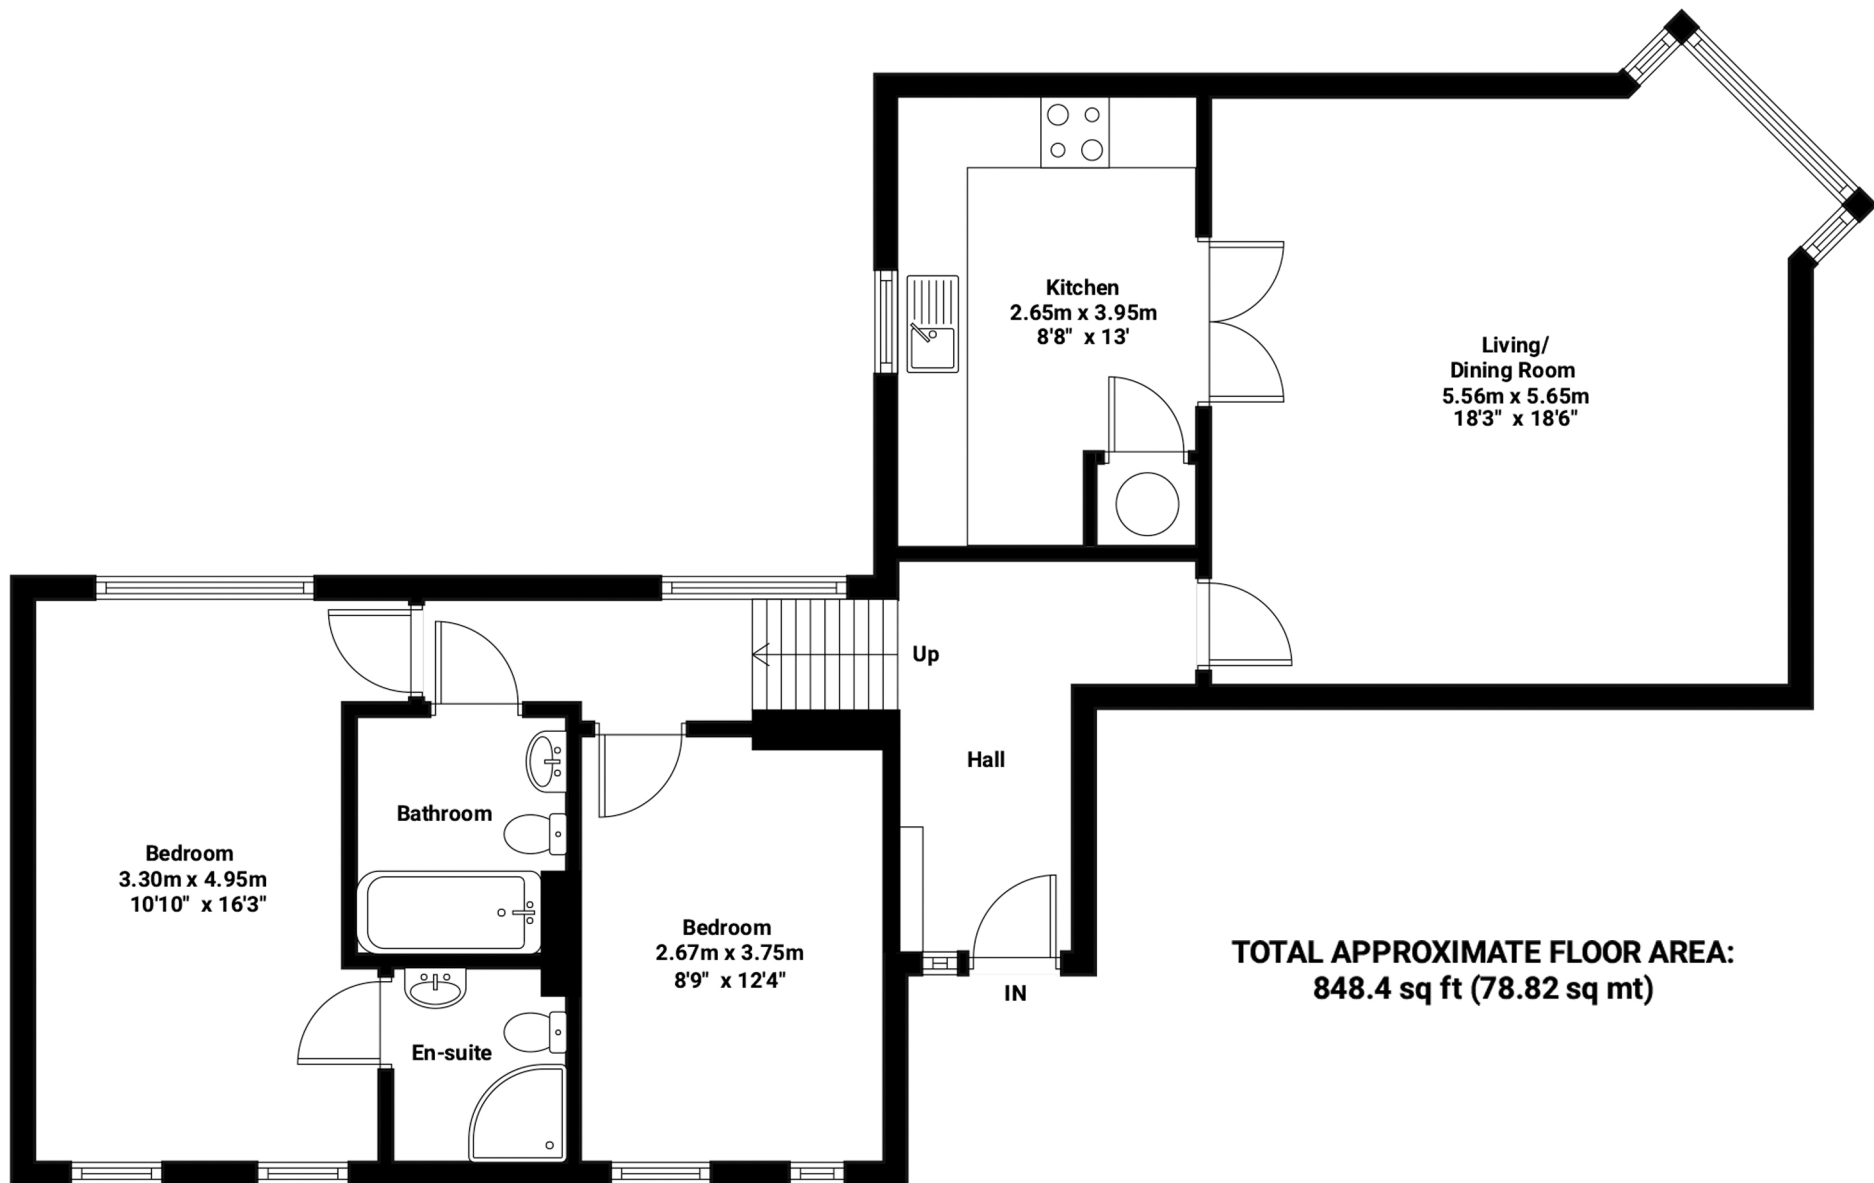 Kitchen
2.65m x 3.95m
8'8" x 13'
Living/
Dining Room
5.56m x 5.65m
18'3" x 18'6"
Up
Hall
Bathroom
Bedroom
3.30m x 4.95m
10'10" x 16'3"
Bedroom
2.67m x 3.75m
8'9" x 12'4"
En-suite
IN
TOTAL APPROXIMATE FLOOR AREA:
848.4 sq ft (78.82 sq mt)